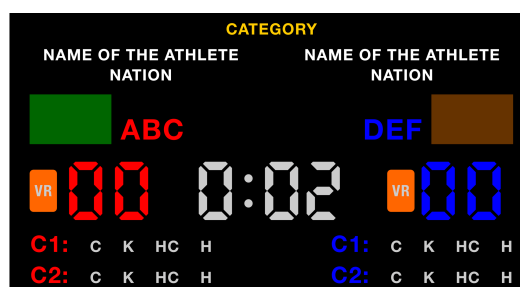 CATEGORY
NAME OF THE ATHLETE NAME OF THE ATHLETE
NATION NATION
ABC DEF
VR 00 0:02 VR 00
C1: C K HC H C1: C K HC H
C2: C K HC H C2: C K HC H